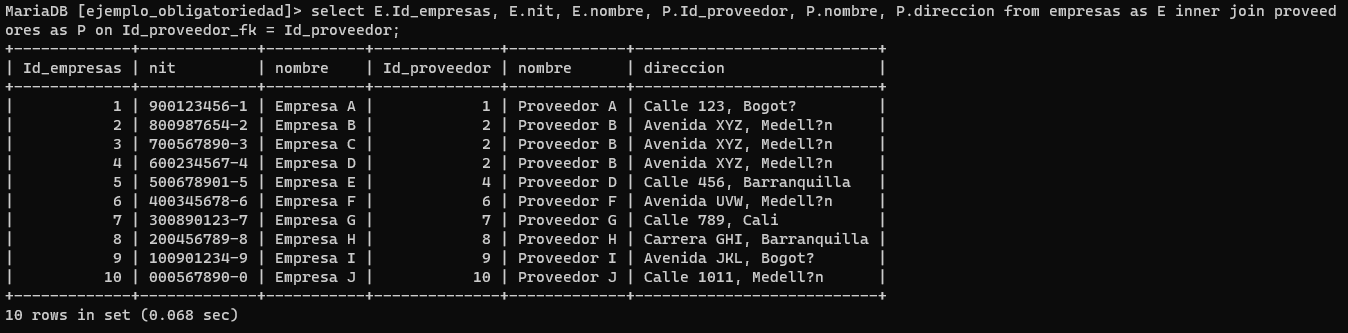 MariaDB [ejemplo_obligatoriedad]> select E.Id_empresas, E.nit, E.nombre, P.Id_proveedor, P.nombre, P.direccion from empresas as E inner join proveed
ores as P on Id_proveedor_fk = Id_proveedor;
+-------------+--------------+-----------+--------------+-------------+---------------------------+
| Id_empresas | nit          | nombre    | Id_proveedor | nombre      | direccion                 |
+-------------+--------------+-----------+--------------+-------------+---------------------------+
|           1 | 900123456-1 | Empresa A |            1 | Proveedor A | Calle 123, Bogot?         |
|           2 | 800987654-2 | Empresa B |            2 | Proveedor B | Avenida XYZ, Medell?n     |
|           3 | 700567890-3 | Empresa C |            2 | Proveedor B | Avenida XYZ, Medell?n     |
|           4 | 600234567-4 | Empresa D |            2 | Proveedor B | Avenida XYZ, Medell?n     |
|           5 | 500678901-5 | Empresa E |            4 | Proveedor D | Calle 456, Barranquilla   |
|           6 | 400345678-6 | Empresa F |            6 | Proveedor F | Avenida UVW, Medell?n     |
|           7 | 300890123-7 | Empresa G |            7 | Proveedor G | Calle 789, Cali           |
|           8 | 200456789-8 | Empresa H |            8 | Proveedor H | Carrera GHI, Barranquilla |
|           9 | 100901234-9 | Empresa I |            9 | Proveedor I | Avenida JKL, Bogot?       |
|          10 | 000567890-0 | Empresa J |           10 | Proveedor J | Calle 1011, Medell?n      |
+-------------+--------------+-----------+--------------+-------------+---------------------------+
10 rows in set (0.068 sec)